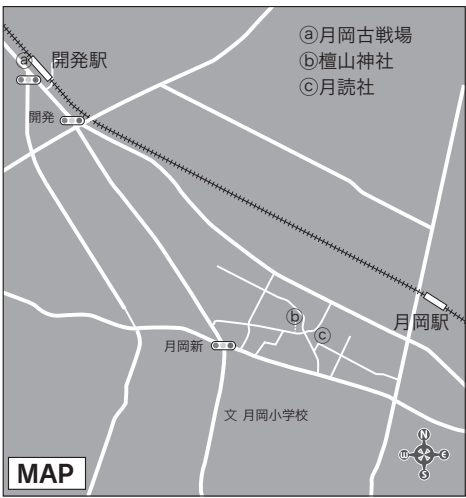 ⓐ月岡古戦場
ⓑ檀山神社
ⓒ月読社
ⓐ 開発駅
開発
月岡駅
ⓑ
ⓒ
月岡新
文 月岡小学校
N
W E
S
MAP